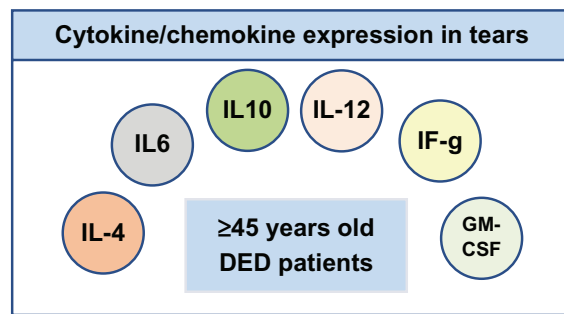 Cytokine/chemokine expression in tears
IL10
IL-12
IL6
IF-g
IL-4
≥45 years old
DED patients
GM-
CSF